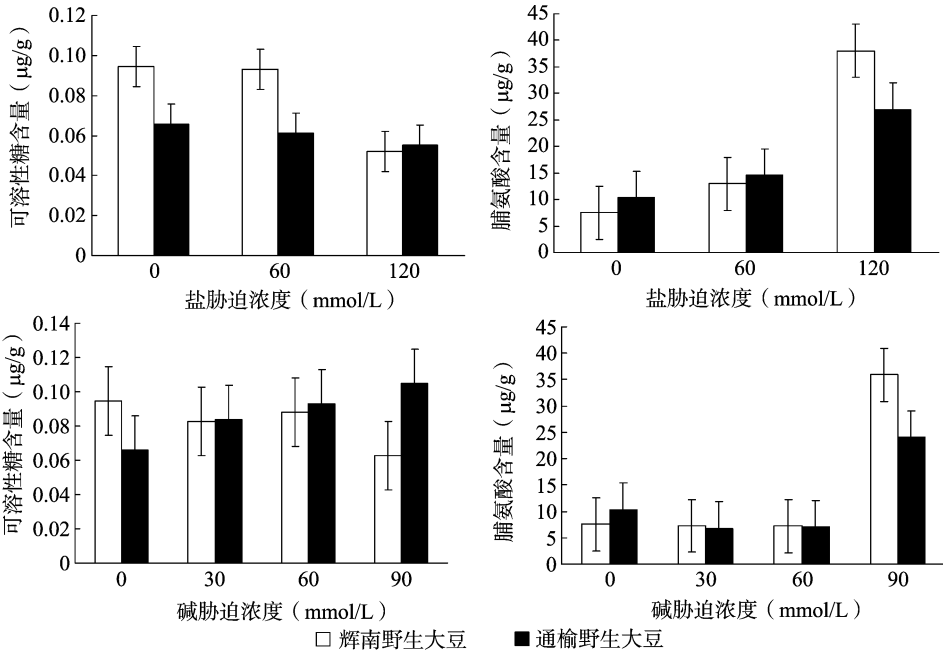 可溶性糖含量（μg/g）
0.12
0.10
0.08
0.06
0.04
0.02
0
0 60 120
盐胁迫浓度（mmol/L）
脯氨酸含量（μg/g）
45
40
35
30
25
20
15
10
5
0
0 60 120
盐胁迫浓度（mmol/L）
可溶性糖含量（μg/g）
0.14
0.12
0.10
0.08
0.06
0.04
0.02
0
0 30 60 90
碱胁迫浓度（mmol/L）
脯氨酸含量（μg/g）
45
40
35
30
25
20
15
10
5
0
0 30 60 90
碱胁迫浓度（mmol/L）
辉南野生大豆 通榆野生大豆